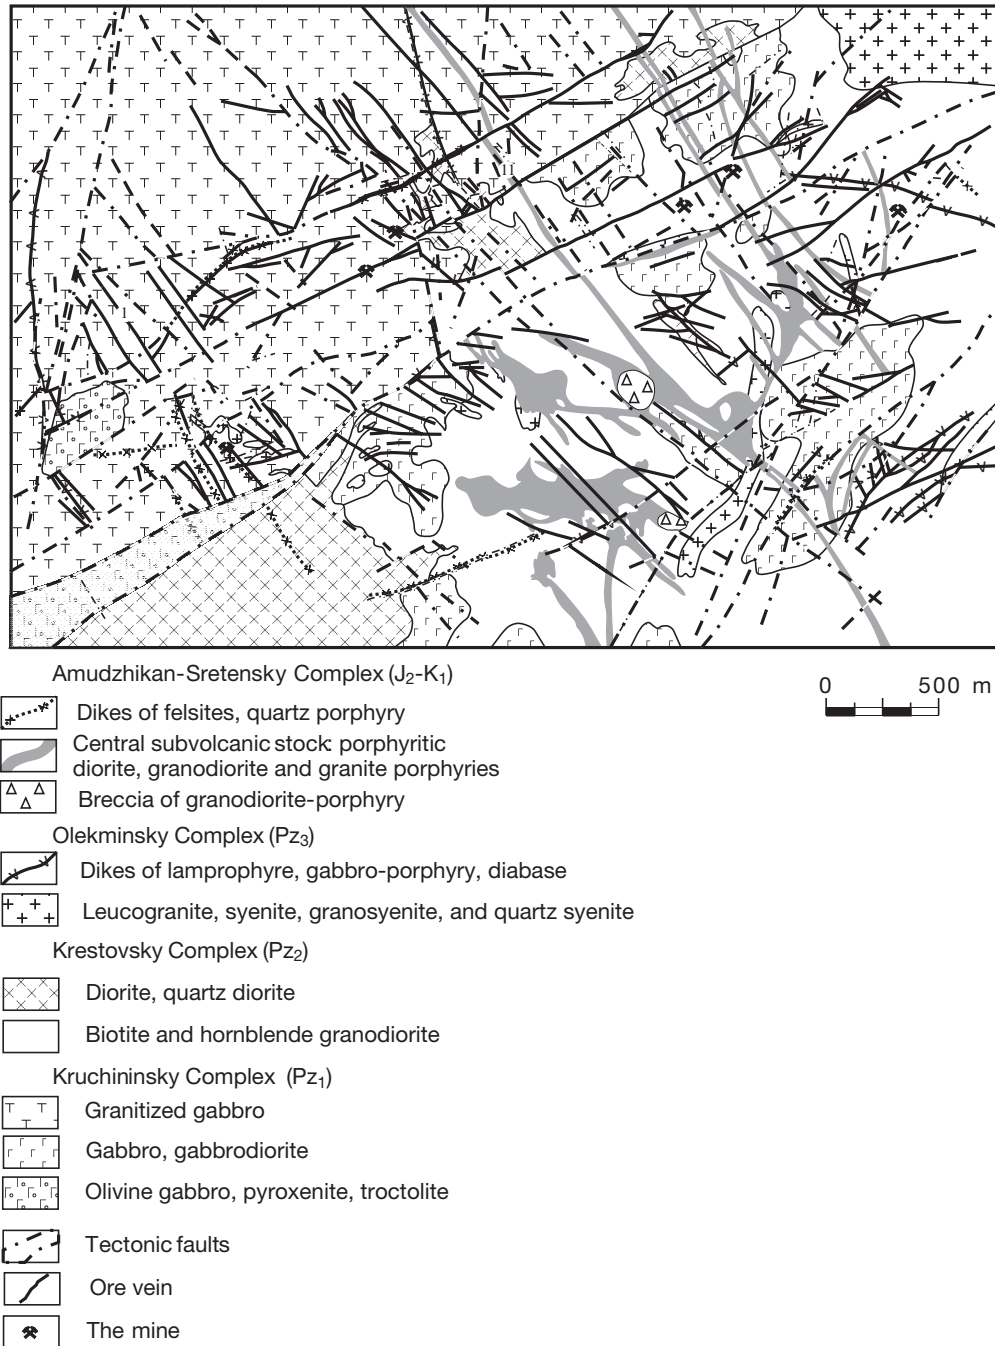 II
I
Amudzhikan-Sretensky Complex (J2-K1)
0 500 m
Dikes of felsites, quartz porphyry
Central subvolcanic stock: porphyritic
diorite, granodiorite and granite porphyries
Breccia of granodiorite-porphyry
Olekminsky Complex (Pz3)
Dikes of lamprophyre, gabbro-porphyry, diabase
Leucogranite, syenite, granosyenite, and quartz syenite
Krestovsky Complex (Pz2)
Diorite, quartz diorite
Biotite and hornblende granodiorite
Kruchininsky Complex (Pz1)
Granitized gabbro
Gabbro, gabbrodiorite
Olivine gabbro, pyroxenite, troctolite
Tectonic faults
Ore vein
The mine